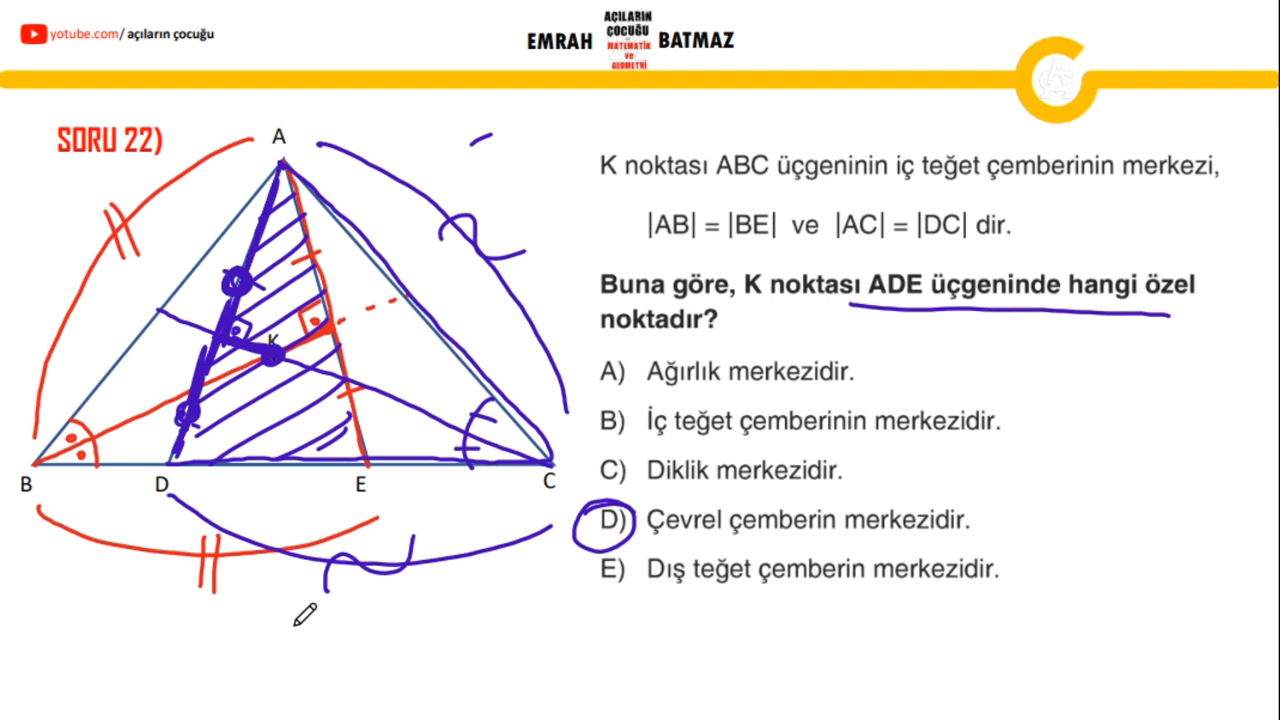 yotube.com/ açıların çocuğu
EMRAH
AÇILARIN
ÇOCUĞU
MATEMATİK
ve
GEOMETRİ
BATMAZ
SORU 22)
A
K
B
D
E
C
K noktası ABC üçgeninin iç teğet çemberinin merkezi,
|AB| = |BE| ve |AC| = |DC| dir.
Buna göre, K noktası ADE üçgeninde hangi özel
noktadır?
A) Ağırlık merkezidir.
B) İç teğet çemberinin merkezidir.
C) Diklik merkezidir.
D) Çevrel çemberin merkezidir.
E) Dış teğet çemberin merkezidir.